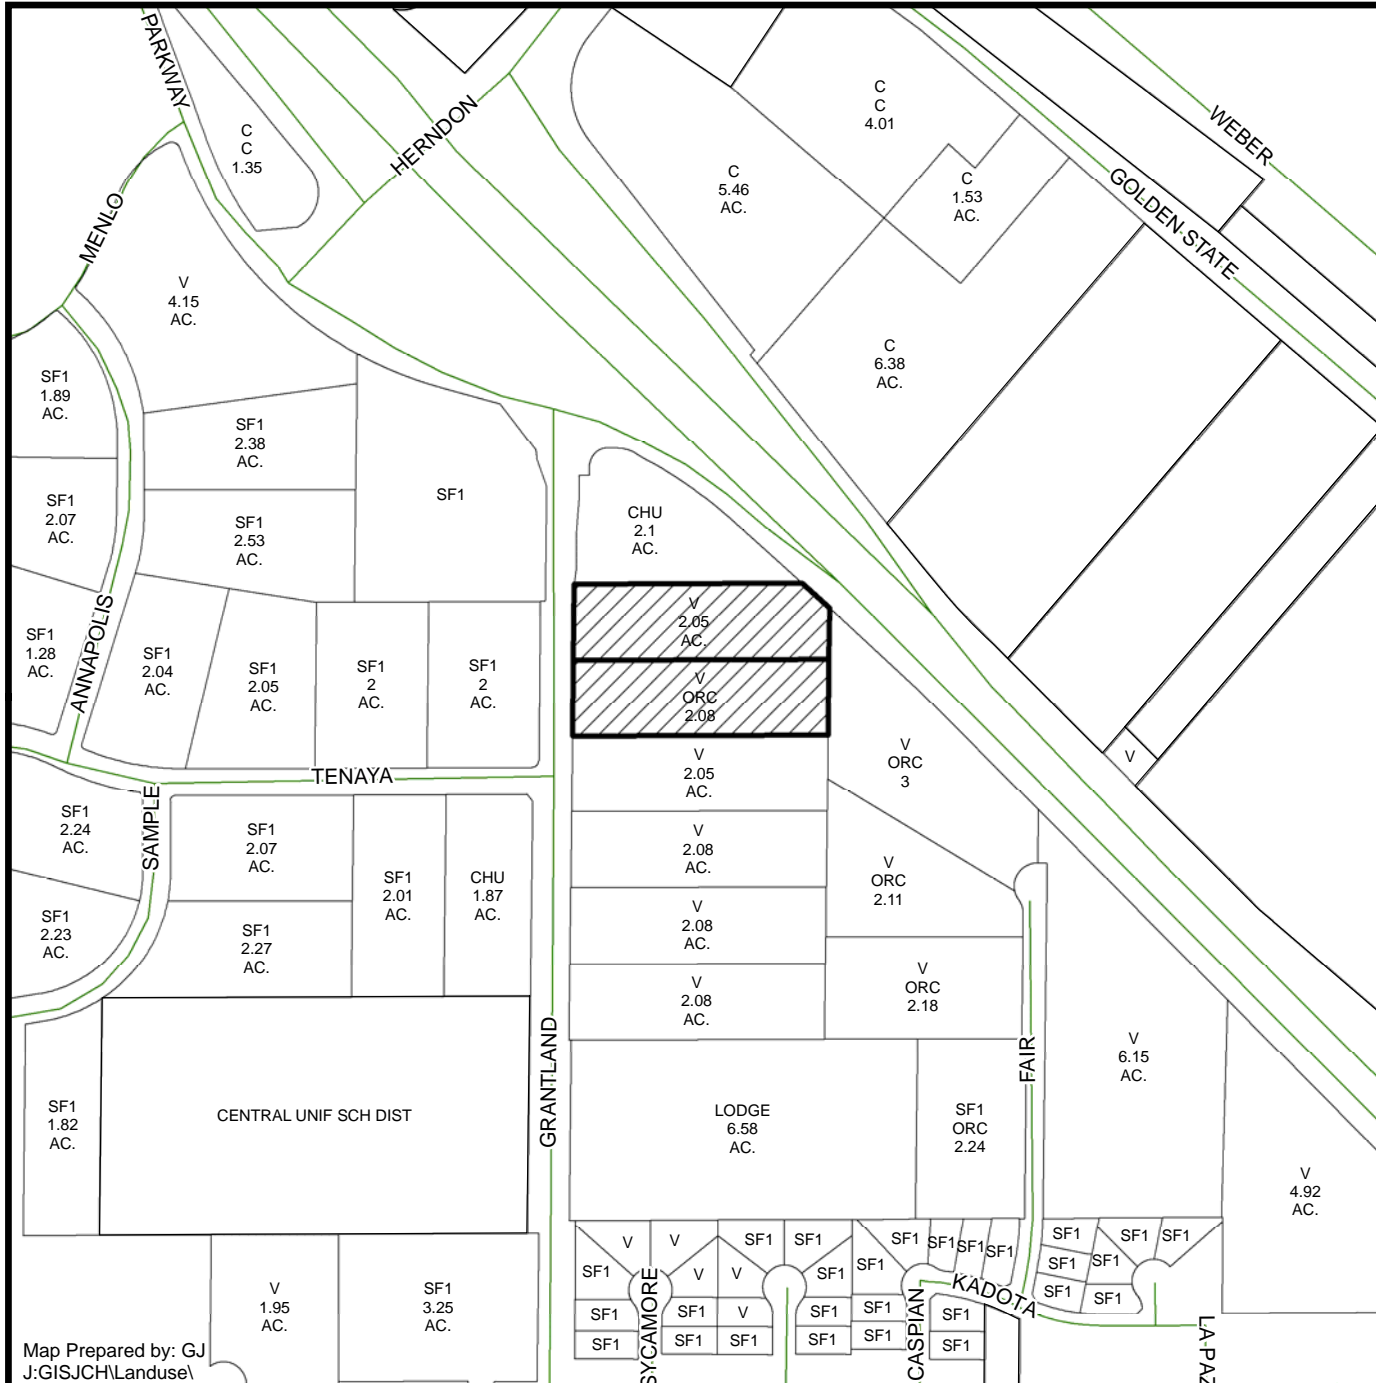 PARKWAY
HERNDON
WEBER
GOLDEN STATE
MENLO
C
C
1.35
C
C
4.01
C
5.46
AC.
C
1.53
AC.
V
4.15
AC.
C
6.38
AC.
SF1
1.89
AC.
SF1
2.38
AC.
SF1
SF1
2.07
AC.
SF1
2.53
AC.
CHU
2.1
AC.
ANNAPOLIS
SF1
1.28
AC.
SF1
2.04
AC.
SF1
2.05
AC.
SF1
2
AC.
SF1
2
AC.
V
2.05
AC.
V
ORC
2.08
V
ORC
3
V
TENAYA
V
2.05
AC.
SAMPLE
SF1
2.24
AC.
SF1
2.07
AC.
SF1
2.01
AC.
CHU
1.87
AC.
V
2.08
AC.
V
ORC
2.11
SF1
2.23
AC.
SF1
2.27
AC.
V
2.08
AC.
V
2.08
AC.
V
ORC
2.18
GRANTLAND
FAIR
V
6.15
AC.
SF1
1.82
AC.
CENTRAL UNIF SCH DIST
LODGE
6.58
AC.
SF1
ORC
2.24
V
4.92
AC.
V
V
SF1
SF1
SF1
SF1
SF1
SF1
SF1
SF1
SF1
SF1
V
V
SF1
SF1
SF1
SF1
SF1
SF1
V
SF1
SF1
SF1
SF1
SF1
SF1
SF1
SF1
SF1
SF1
SF1
SYCAMORE
CASPIAN
KADOTA
LA PAZ
V
1.95
AC.
SF1
3.25
AC.
Map Prepared by: GJ
J:GISJCH\Landuse\